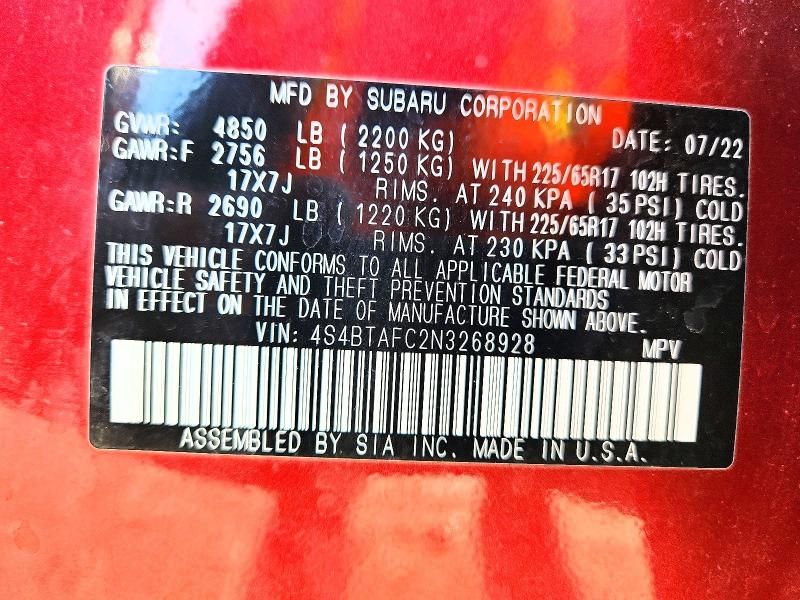 MFD BY SUBARU CORPORATION
GVWR: 4850 LB ( 2200 KG) DATE: 07/22
GAWR:F 2756 LB ( 1250 KG) WITH 225/65R17 102H TIRES.
17X7J RIMS. AT 240 KPA ( 35 PSI) COLD
GAWR:R 2690 LB ( 1220 KG) WITH 225/65R17 102H TIRES.
17X7J RIMS. AT 230 KPA ( 33 PSI) COLD
THIS VEHICLE CONFORMS TO ALL APPLICABLE FEDERAL MOTOR
VEHICLE SAFETY AND THEFT PREVENTION STANDARDS
IN EFFECT ON THE DATE OF MANUFACTURE SHOWN ABOVE.
VIN: 4S4BTAFC2N3268928 MPV
ASSEMBLED BY SIA INC. MADE IN U.S.A.